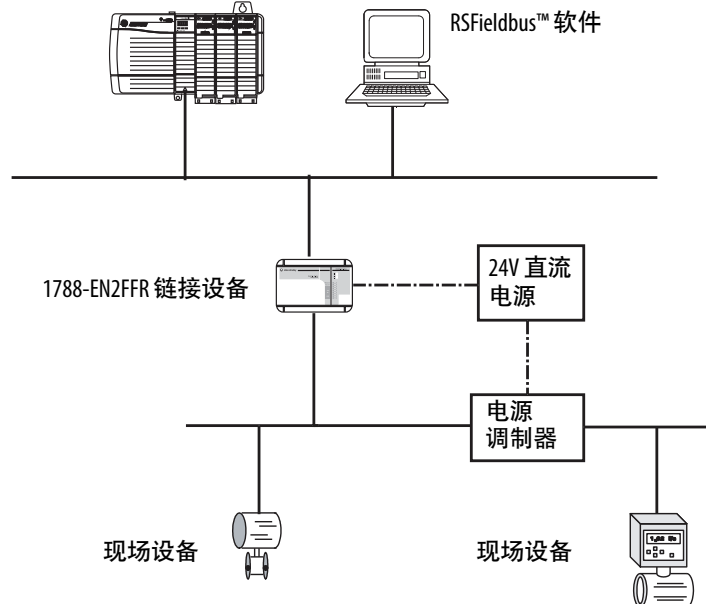 RSFieldbus™ 软件
1788-EN2FFR 链接设备
24V 直流
电源
电源
调制器
现场设备
现场设备